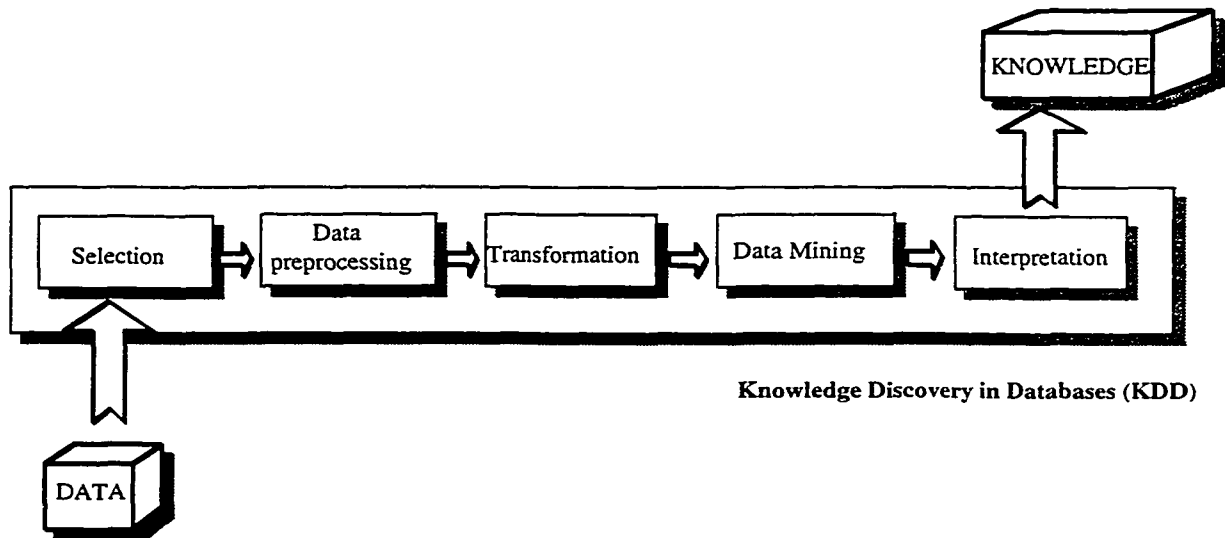 KNOWLEDGE
Selection
Data
preprocessing
Transformation
Data Mining
Interpretation
Knowledge Discovery in Databases (KDD)
DATA